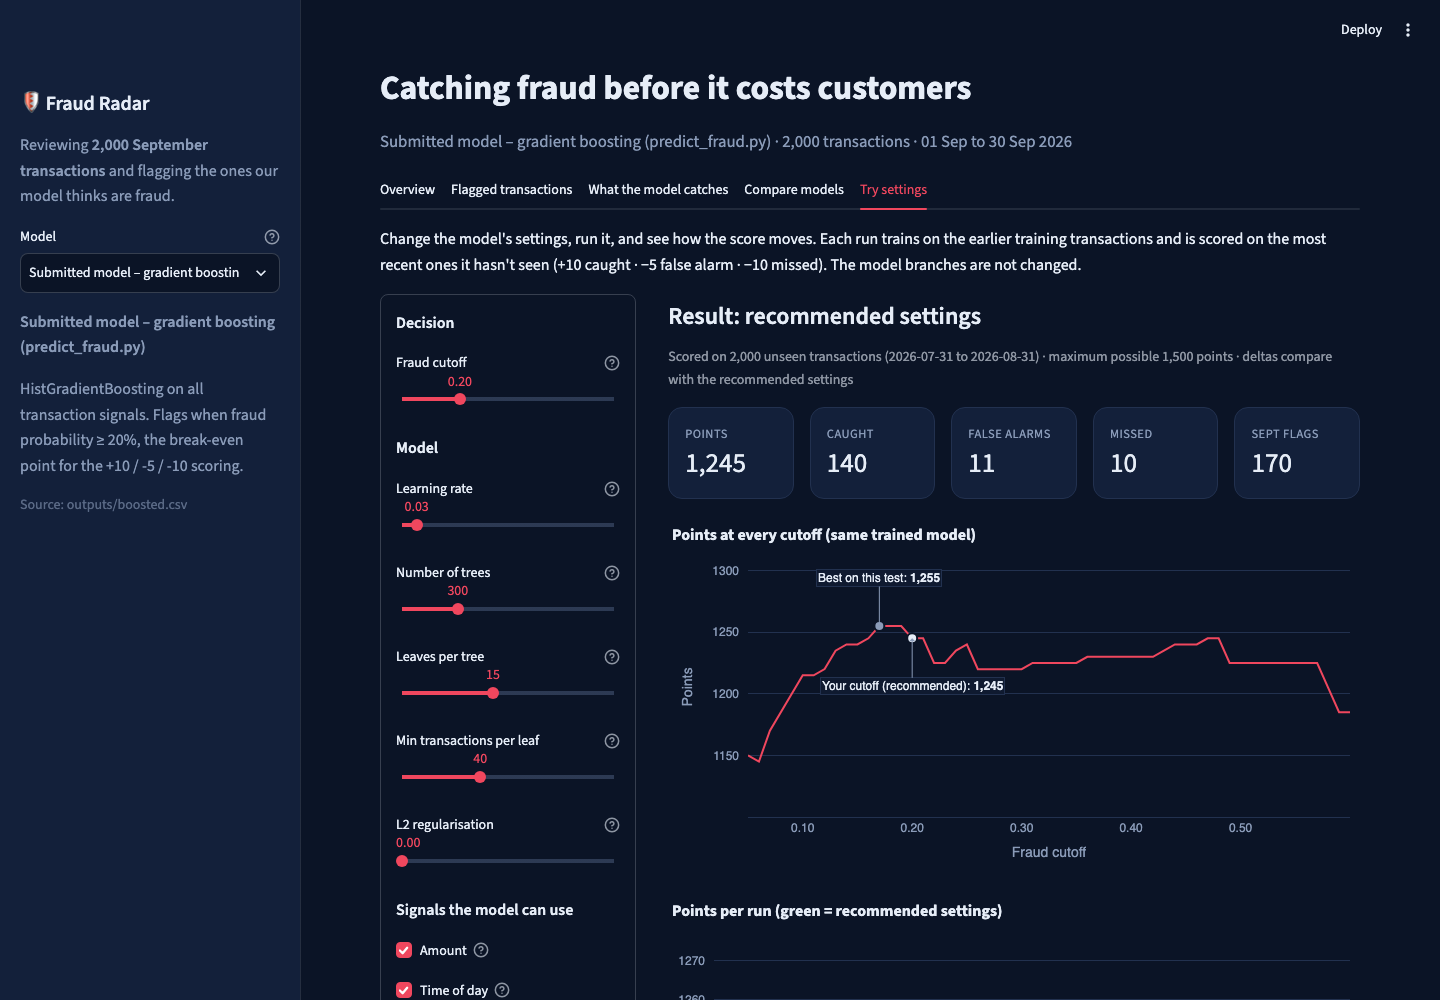 Deploy
Fraud Radar
Reviewing 2,000 September
transactions and flagging the ones our
model thinks are fraud.
Model
Submitted model – gradient boostin
Submitted model – gradient boosting
(predict_fraud.py)
HistGradientBoosting on all
transaction signals. Flags when fraud
probability ≥ 20%, the break-even
point for the +10 / -5 / -10 scoring.
Source: outputs/boosted.csv
Catching fraud before it costs customers
Submitted model – gradient boosting (predict_fraud.py) · 2,000 transactions · 01 Sep to 30 Sep 2026
Overview Flagged transactions What the model catches Compare models Try settings
Change the model's settings, run it, and see how the score moves. Each run trains on the earlier training transactions and is scored on the most
recent ones it hasn't seen (+10 caught · −5 false alarm · −10 missed). The model branches are not changed.
Decision
Fraud cutoff
0.20
Model
Learning rate
0.03
Number of trees
300
Leaves per tree
15
Min transactions per leaf
40
L2 regularisation
0.00
Signals the model can use
Amount
Time of day
Result: recommended settings
Scored on 2,000 unseen transactions (2026-07-31 to 2026-08-31) · maximum possible 1,500 points · deltas compare
with the recommended settings
POINTS
1,245
CAUGHT
140
FALSE ALARMS
11
MISSED
10
SEPT FLAGS
170
Points at every cutoff (same trained model)
1300
Best on this test: 1,255
1250
Your cutoff (recommended): 1,245
1200
1150
Points
0.10 0.20 0.30 0.40 0.50
Fraud cutoff
Points per run (green = recommended settings)
1270
1260